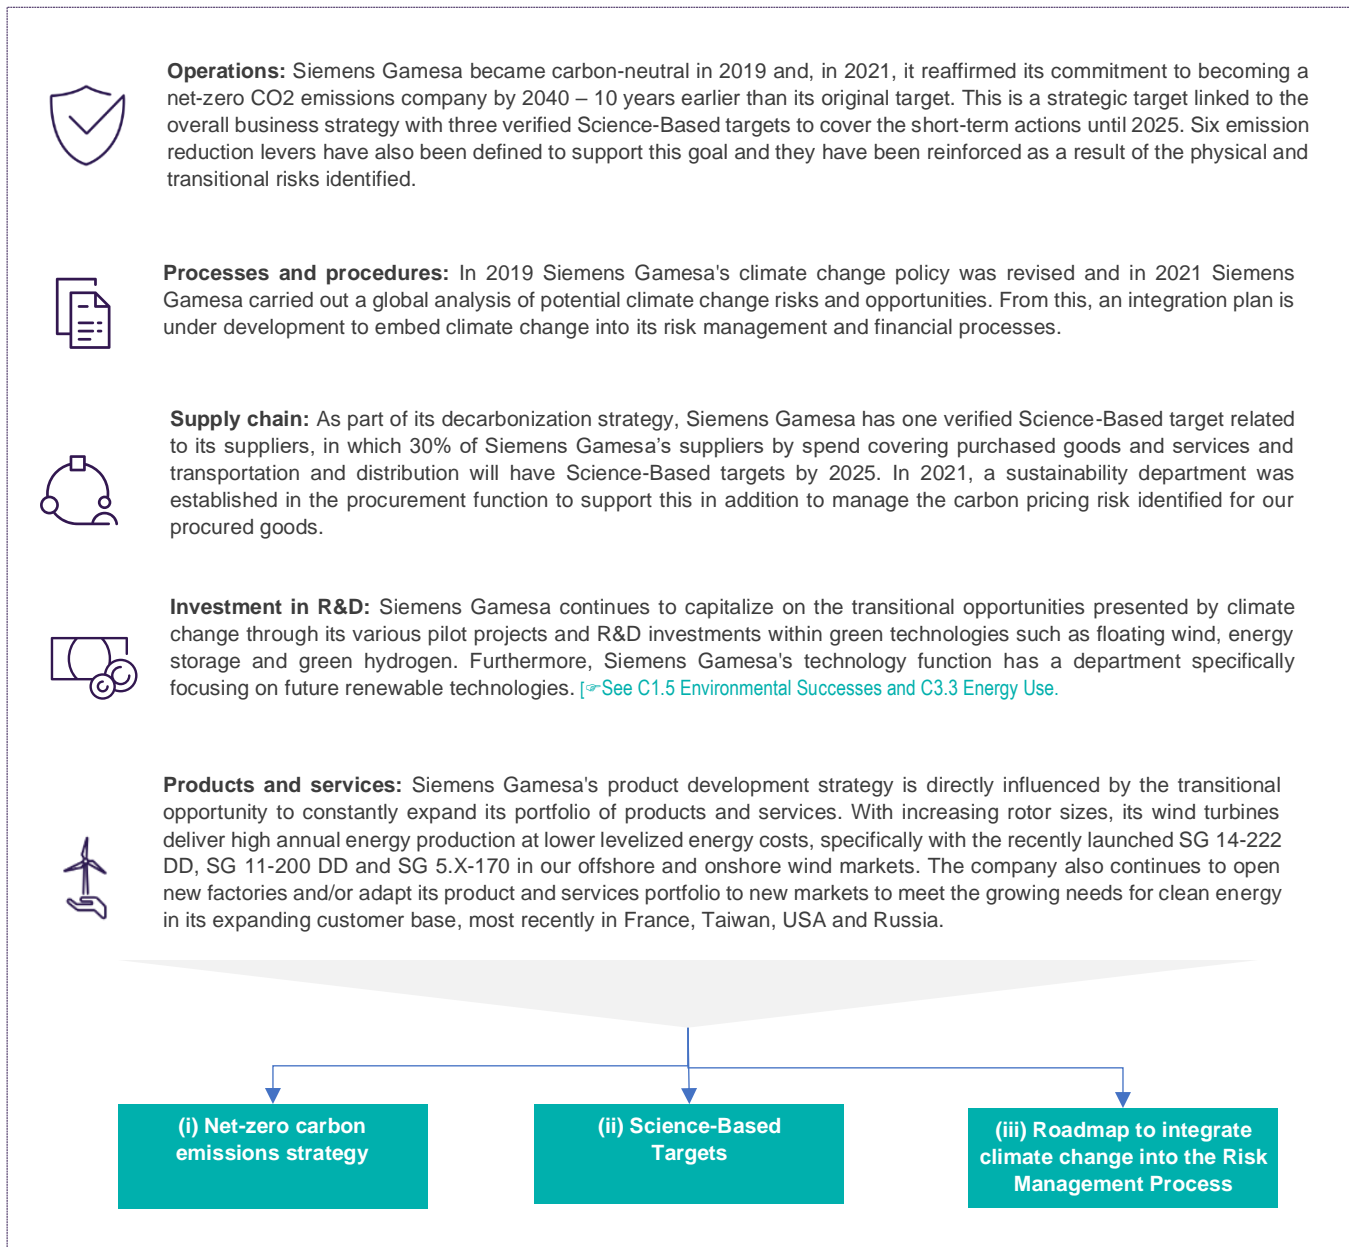 Operations: Siemens Gamesa became carbon-neutral in 2019 and, in 2021, it reaffirmed its commitment to becoming a
net-zero CO2 emissions company by 2040 – 10 years earlier than its original target. This is a strategic target linked to the
overall business strategy with three verified Science-Based targets to cover the short-term actions until 2025. Six emission
reduction levers have also been defined to support this goal and they have been reinforced as a result of the physical and
transitional risks identified.
Processes and procedures: In 2019 Siemens Gamesa's climate change policy was revised and in 2021 Siemens
Gamesa carried out a global analysis of potential climate change risks and opportunities. From this, an integration plan is
under development to embed climate change into its risk management and financial processes.
Supply chain: As part of its decarbonization strategy, Siemens Gamesa has one verified Science-Based target related
to its suppliers, in which 30% of Siemens Gamesa’s suppliers by spend covering purchased goods and services and
transportation and distribution will have Science-Based targets by 2025. In 2021, a sustainability department was
established in the procurement function to support this in addition to manage the carbon pricing risk identified for our
procured goods.
Investment in R&D: Siemens Gamesa continues to capitalize on the transitional opportunities presented by climate
change through its various pilot projects and R&D investments within green technologies such as floating wind, energy
storage and green hydrogen. Furthermore, Siemens Gamesa's technology function has a department specifically
focusing on future renewable technologies. [☞See C1.5 Environmental Successes and C3.3 Energy Use.
Products and services: Siemens Gamesa's product development strategy is directly influenced by the transitional
opportunity to constantly expand its portfolio of products and services. With increasing rotor sizes, its wind turbines
deliver high annual energy production at lower levelized energy costs, specifically with the recently launched SG 14-222
DD, SG 11-200 DD and SG 5.X-170 in our offshore and onshore wind markets. The company also continues to open
new factories and/or adapt its product and services portfolio to new markets to meet the growing needs for clean energy
in its expanding customer base, most recently in France, Taiwan, USA and Russia.
(i) Net-zero carbon
emissions strategy
(ii) Science-Based
Targets
(iii) Roadmap to integrate
climate change into the Risk
Management Process